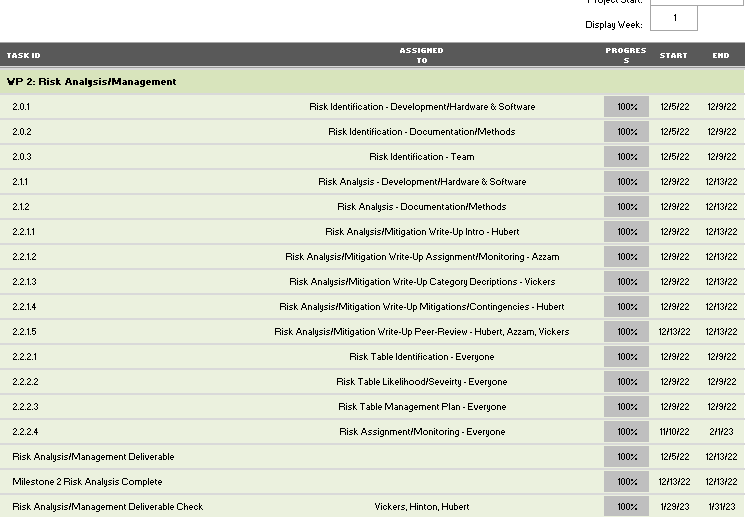 Project Start:
Display Week: 1
TASK ID ASSIGNED TO PROGRESS START END
WP 2: Risk Analysis/Management
2.0.1 Risk Identification - Development/Hardware & Software 100% 12/5/22 12/9/22
2.0.2 Risk Identification - Documentation/Methods 100% 12/5/22 12/9/22
2.0.3 Risk Identification - Team 100% 12/5/22 12/9/22
2.1.1 Risk Analysis - Development/Hardware & Software 100% 12/9/22 12/13/22
2.1.2 Risk Analysis - Documentation/Methods 100% 12/9/22 12/13/22
2.2.1.1 Risk Analysis/Mitigation Write-Up Intro - Hubert 100% 12/9/22 12/13/22
2.2.1.2 Risk Analysis/Mitigation Write-Up Assignment/Monitoring - Azzam 100% 12/9/22 12/13/22
2.2.1.3 Risk Analysis/Mitigation Write-Up Category Decriptions - Vickers 100% 12/9/22 12/13/22
2.2.1.4 Risk Analysis/Mitigation Write-Up Mitigations/Contingencies - Hubert 100% 12/9/22 12/13/22
2.2.1.5 Risk Analysis/Mitigation Write-Up Peer-Review - Hubert, Azzam, Vickers 100% 12/13/22 12/13/22
2.2.2.1 Risk Table Identification - Everyone 100% 12/9/22 12/9/22
2.2.2.2 Risk Table Likelihood/Seveirty - Everyone 100% 12/9/22 12/9/22
2.2.2.3 Risk Table Management Plan - Everyone 100% 12/9/22 12/9/22
2.2.2.4 Risk Assignment/Monitoring - Everyone 100% 11/10/22 2/1/23
Risk Analysis/Management Deliverable 100% 12/5/22 12/13/22
Milestone 2 Risk Analysis Complete 100% 12/13/22 12/13/22
Risk Analysis/Management Deliverable Check Vickers, Hinton, Hubert 100% 1/29/23 1/31/23